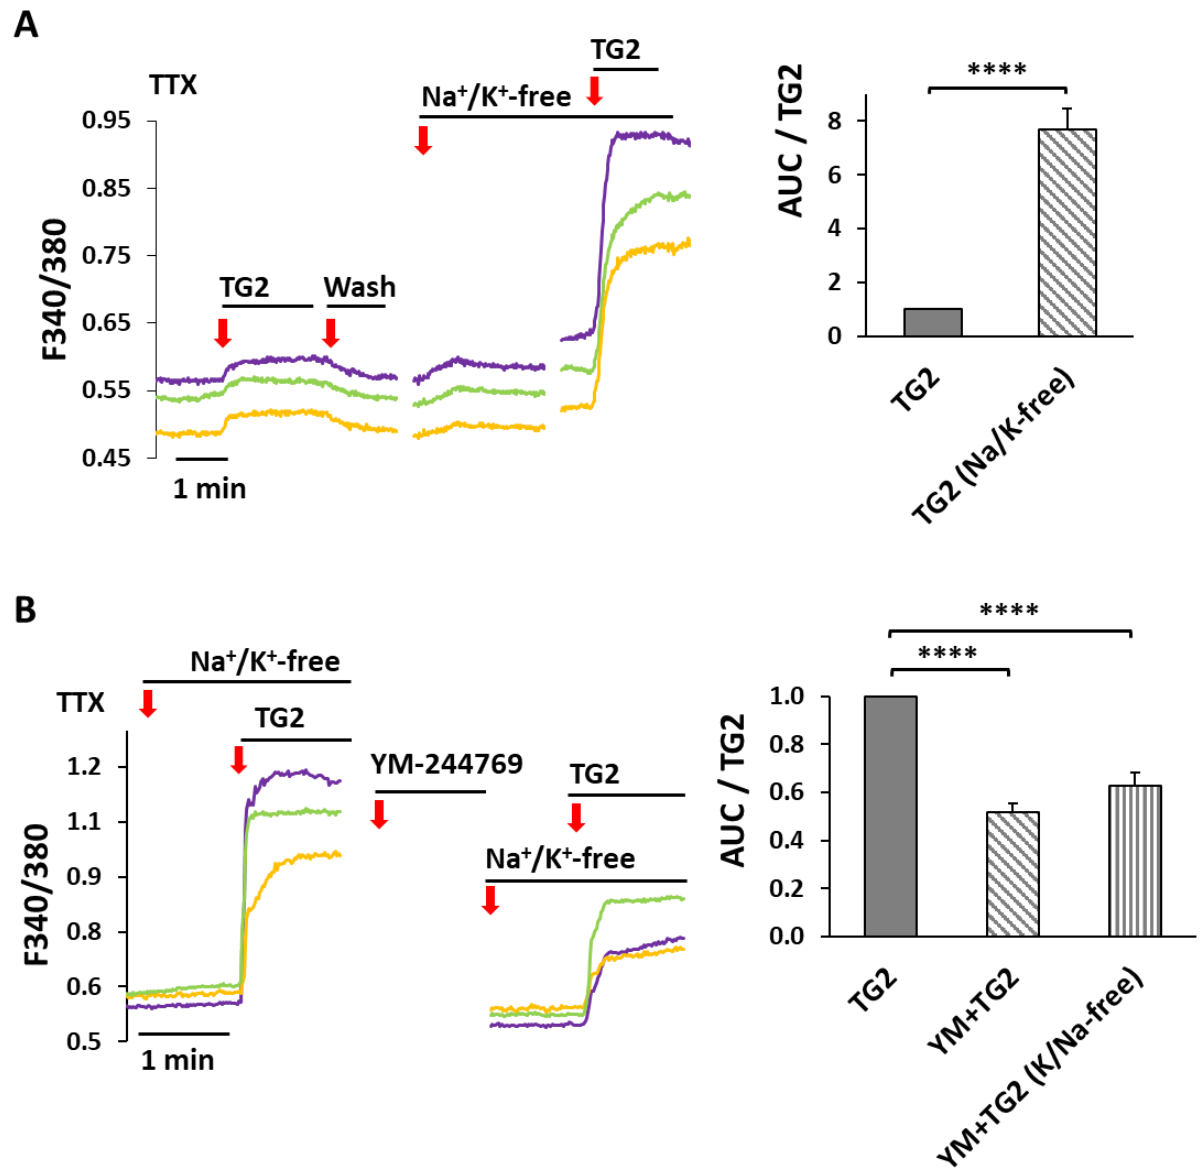 A
TTX
Na⁺/K⁺-free
TG2
0.95
0.85
0.75
0.65
0.55
0.45
F340/380
TG2
Wash
1 min
****
AUC / TG2
8
6
4
2
0
TG2
TG2 (Na/K-free)
B
TTX
Na⁺/K⁺-free
TG2
YM-244769
TG2
Na⁺/K⁺-free
1.2
1.1
0.9
0.8
0.6
0.5
F340/380
1 min
****
****
AUC / TG2
1.0
0.8
0.6
0.4
0.2
0.0
TG2
YM+TG2
YM+TG2 (K/Na-free)